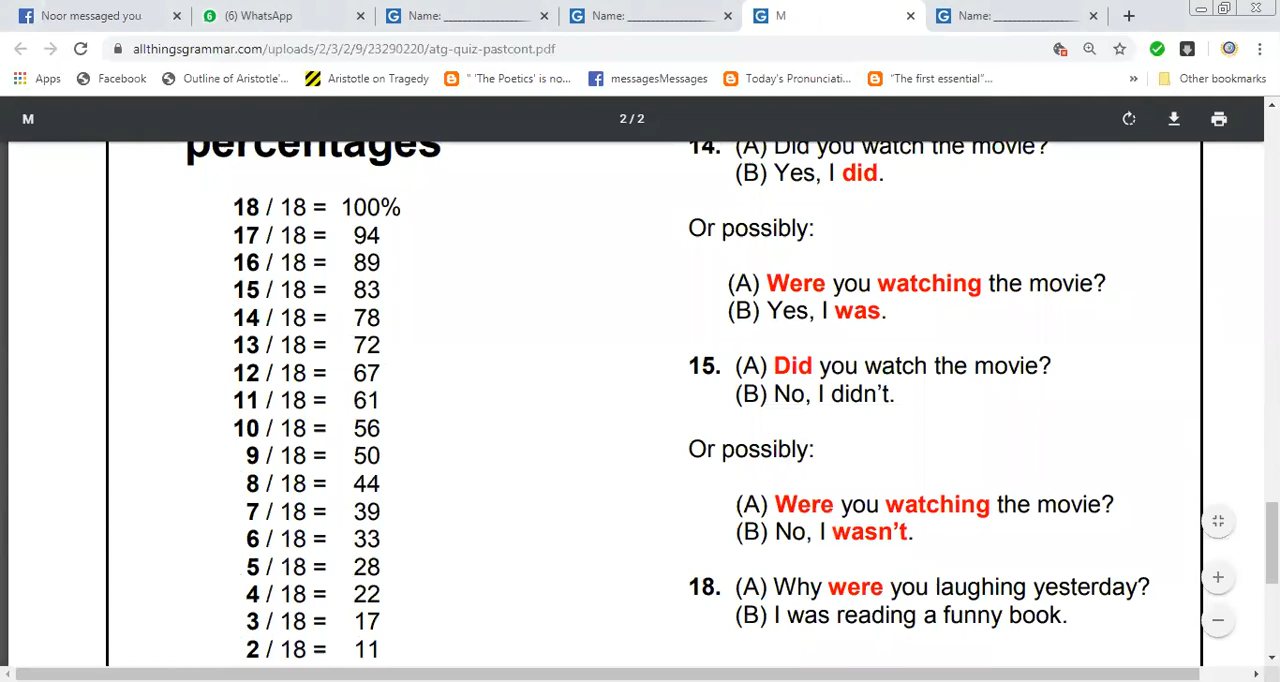 Noor messaged you
(6) WhatsApp
Name: ____________
Name: ____________
M
Name: ____________
allthingsgrammar.com/uploads/2/3/2/9/23290220/atg-quiz-pastcont.pdf
Apps
Facebook
Outline of Aristotle'...
Aristotle on Tragedy
" 'The Poetics' is no...
messagesMessages
Today's Pronunciati...
"The first essential"...
»
Other bookmarks
M
2 / 2
percentages
18 / 18 = 100%
17 / 18 = 94
16 / 18 = 89
15 / 18 = 83
14 / 18 = 78
13 / 18 = 72
12 / 18 = 67
11 / 18 = 61
10 / 18 = 56
9 / 18 = 50
8 / 18 = 44
7 / 18 = 39
6 / 18 = 33
5 / 18 = 28
4 / 18 = 22
3 / 18 = 17
2 / 18 = 11
14. (A) Did you watch the movie?
(B) Yes, I did.
Or possibly:
(A) Were you watching the movie?
(B) Yes, I was.
15. (A) Did you watch the movie?
(B) No, I didn't.
Or possibly:
(A) Were you watching the movie?
(B) No, I wasn't.
18. (A) Why were you laughing yesterday?
(B) I was reading a funny book.